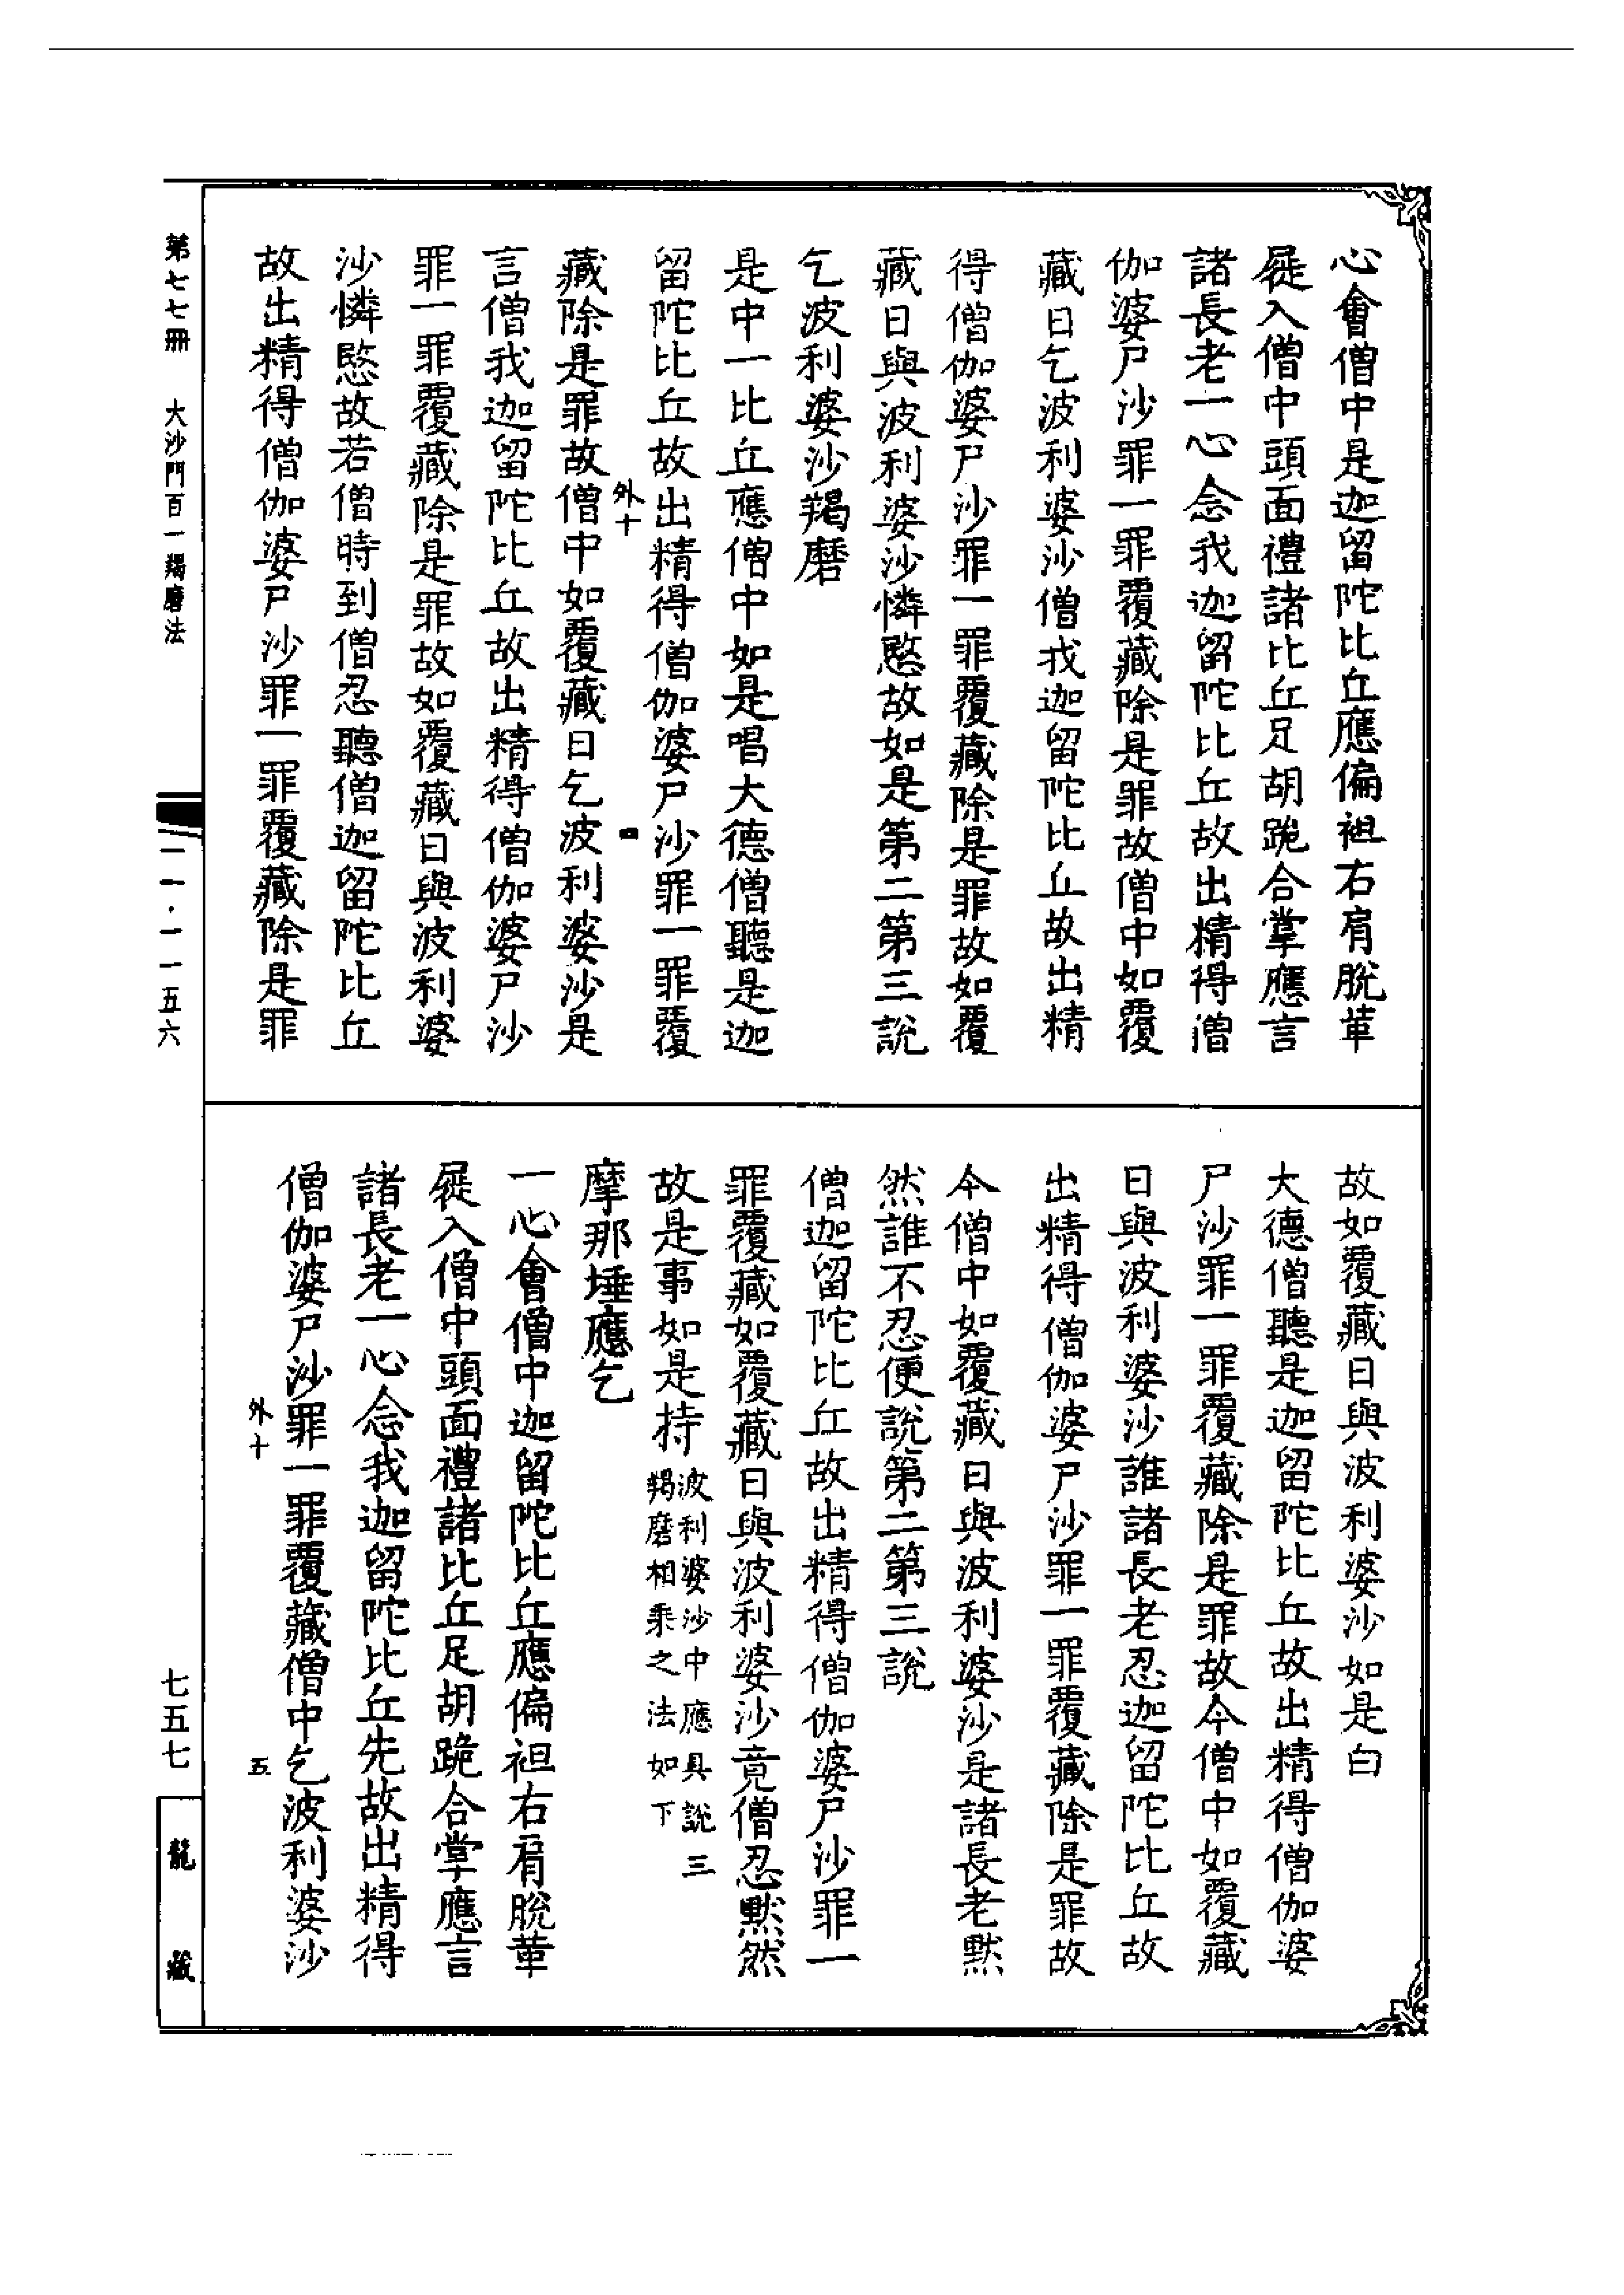 心會僧中是迦留陀比丘應偏袒右肩脫革
屣入僧中頭面禮諸比丘足胡跪合掌應言
諸長老一心念我迦留陀比丘故出精得僧
伽婆尸沙罪一罪覆藏除是罪故僧中如覆
藏日乞波利婆沙僧我迦留陀比丘故出精
得僧伽婆尸沙罪一罪覆藏除是罪故如覆
藏日與波利婆沙憐愍故如是第二第三說
乞波利婆沙羯磨
是中一比丘應僧中如是唱大德僧聽是迦
留陀比丘故出精得僧伽婆尸沙罪一罪覆
外十 四
藏除是罪故僧中如覆藏日乞波利婆沙是
言僧我迦留陀比丘故出精得僧伽婆尸沙
罪一罪覆藏除是罪故如覆藏日與波利婆
沙憐愍故若僧時到僧忍聽僧迦留陀比丘
故出精得僧伽婆尸沙罪一罪覆藏除是罪
故如覆藏日與波利婆沙如是白
大德僧聽是迦留陀比丘故出精得僧伽婆
尸沙罪一罪覆藏除是罪故今僧中如覆藏
日與波利婆沙誰諸長老忍迦留陀比丘故
出精得僧伽婆尸沙罪一罪覆藏除是罪故
今僧中如覆藏日與波利婆沙是諸長老黙
然誰不忍便說第二第三說
僧迦留陀比丘故出精得僧伽婆尸沙罪一
罪覆藏如覆藏日與波利婆沙竟僧忍黙然
故是事如是持波利婆沙中應具說三
羯磨相乘之法如下
摩那埵應乞
一心會僧中迦留陀比丘應偏袒右肩脫革
屣入僧中頭面禮諸比丘足胡跪合掌應言
諸長老一心念我迦留陀比丘先故出精得
僧伽婆尸沙罪一罪覆藏僧中乞波利婆沙
外十 五
第七七冊 大沙門百一羯磨法
一一·一一五六
七五七
龍藏